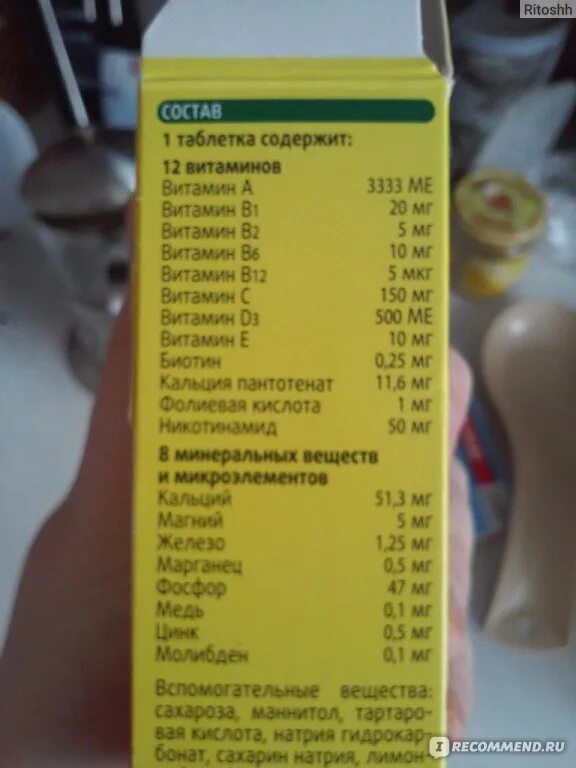 Ritoshh
СОСТАВ
1 таблетка содержит:
12 витаминов
Витамин А 3333 МЕ
Витамин В1 20 мг
Витамин В2 5 мг
Витамин В6 10 мг
Витамин В12 5 мкг
Витамин С 150 мг
Витамин D3 500 МЕ
Витамин Е 10 мг
Биотин 0,25 мг
Кальция пантотенат 11,6 мг
Фолиевая кислота 1 мг
Никотинамид 50 мг
8 минеральных веществ
и микроэлементов
Кальций 51,3 мг
Магний 5 мг
Железо 1,25 мг
Марганец 0,5 мг
Фосфор 47 мг
Медь 0,1 мг
Цинк 0,5 мг
Молибден 0,1 мг
Вспомогательные вещества:
сахароза, маннитол, тартаро-
вая кислота, натрия гидрокар-
бонат, сахарин натрия, лимон-
IRECOMMEND.RU